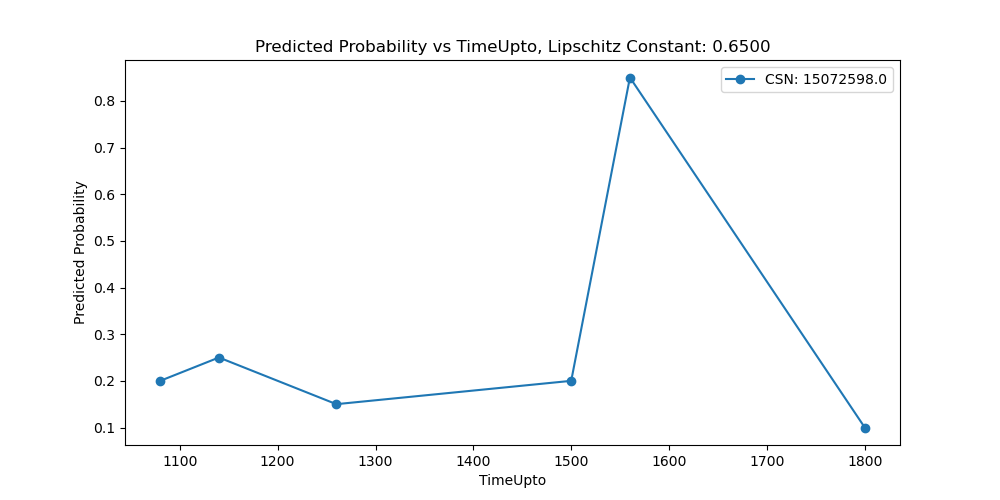 Predicted Probability vs TimeUpto, Lipschitz Constant: 0.6500
CSN: 15072598.0
Predicted Probability
0.8
0.7
0.6
0.5
0.4
0.3
0.2
0.1
1100 1200 1300 1400 1500 1600 1700 1800
TimeUpto